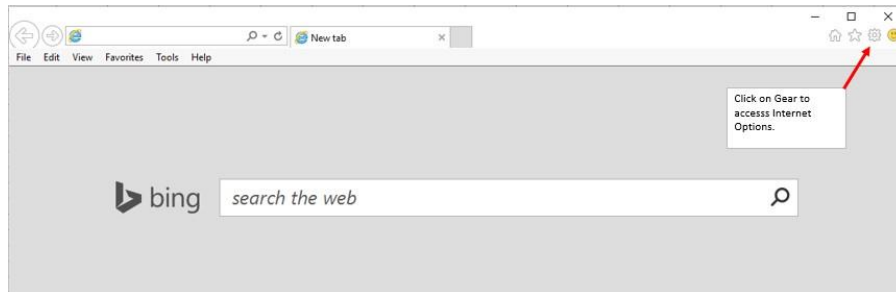 New tab
File Edit View Favorites Tools Help
Click on Gear to
accesss Internet
Options.
bing
search the web